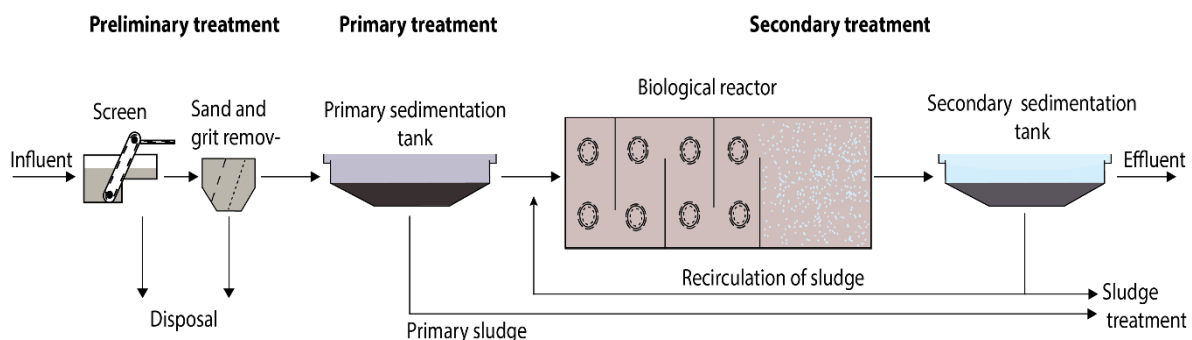 Preliminary treatment
Primary treatment
Secondary treatment
Screen
Sand and
grit remov-
Primary sedimentation
tank
Biological reactor
Secondary sedimentation
tank
Influent
Effluent
Recirculation of sludge
Sludge
treatment
Disposal
Primary sludge